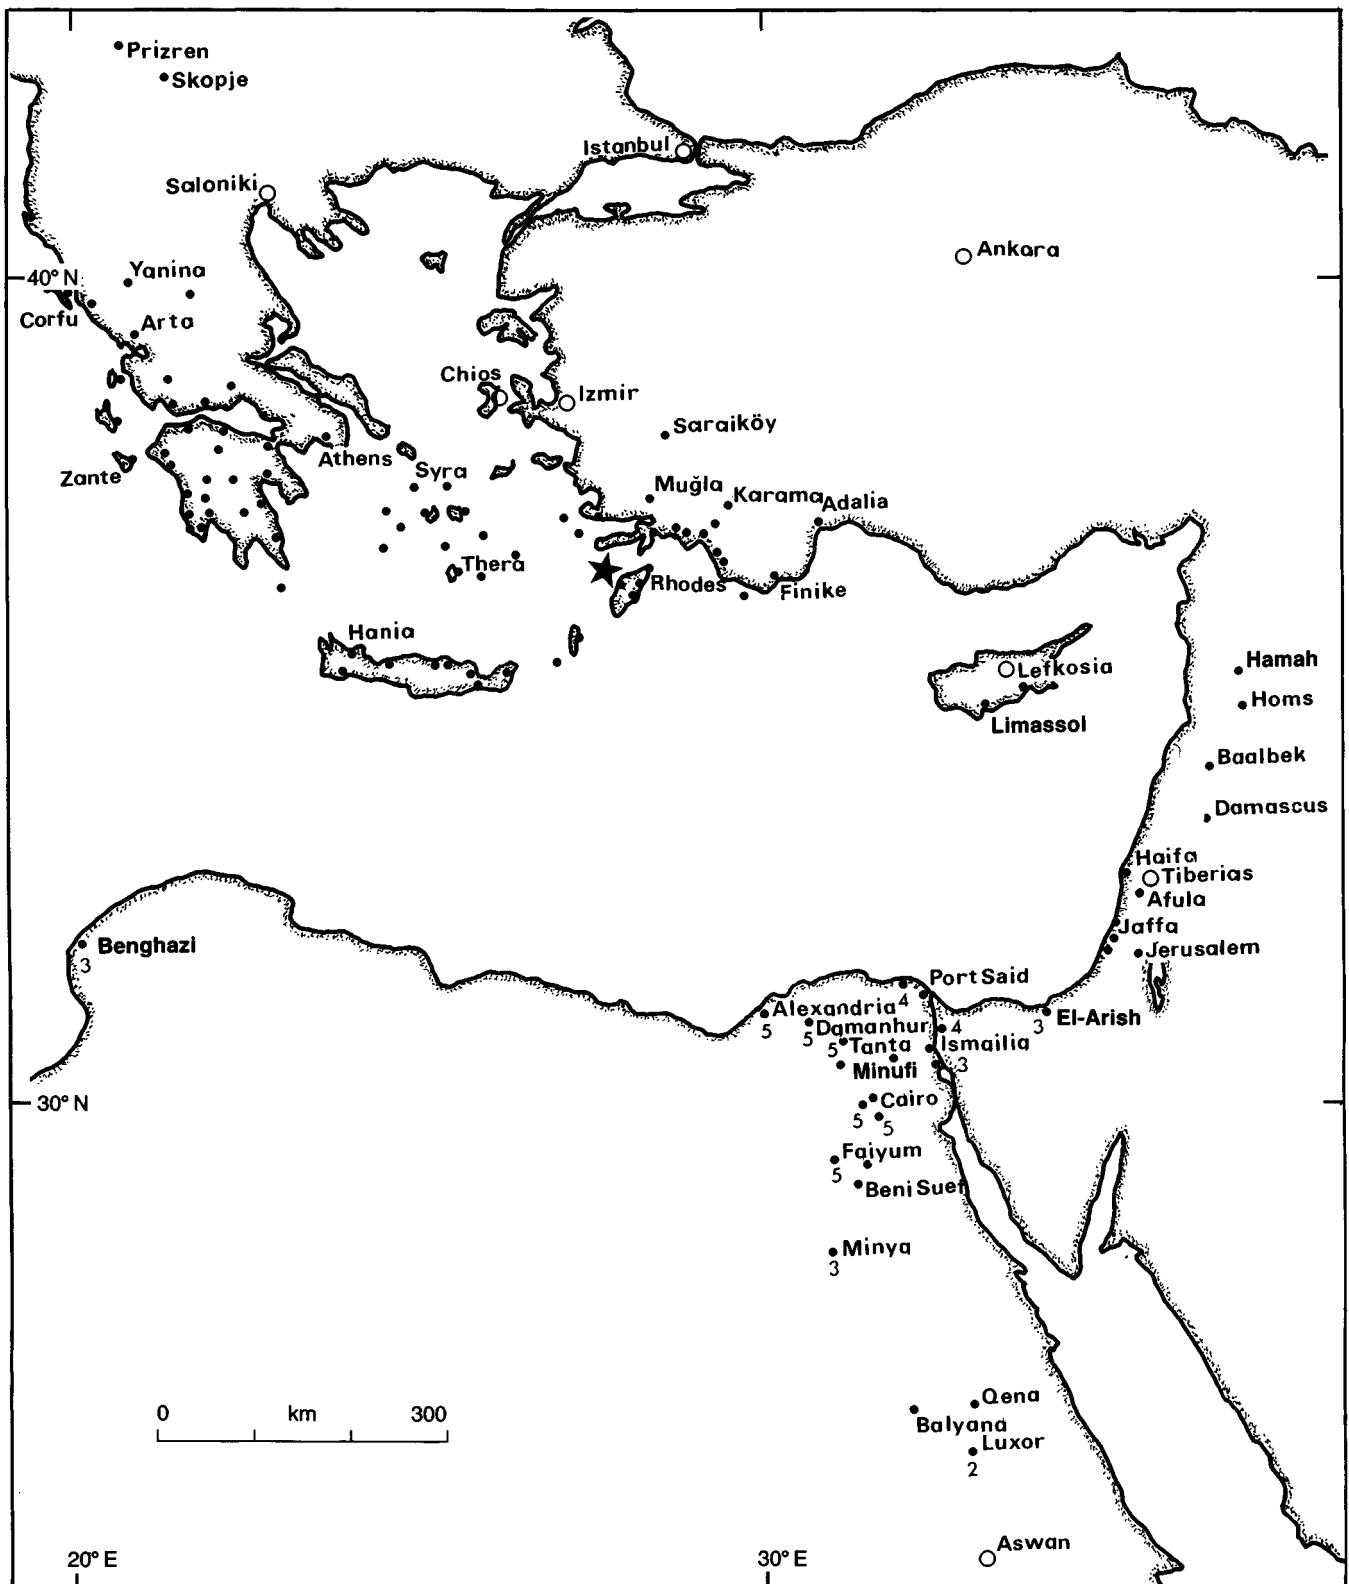 Prizren
Skopje
Istanbul
Saloniki
Ankara
Yanina
40° N
Corfu
Arta
Chios
Izmir
Saraiköy
Athens
Zante
Syra
Muğla
Karama
Adalia
Thera
Rhodes
Finike
Hania
Lefkosia
Hamah
Homs
Limassol
Baalbek
Damascus
Haifa
Tiberias
Afula
Jaffa
Benghazi
3
Jerusalem
Port Said
4
Alexandria
5
El-Arish
3
Damanhur
5
4
Tanta
5
Ismailia
3
Minufi
30° N
Cairo
5
5
Faiyum
5
Beni Suef
Minya
3
Qena
Balyana
Luxor
2
0 km 300
Aswan
20° E
30° E